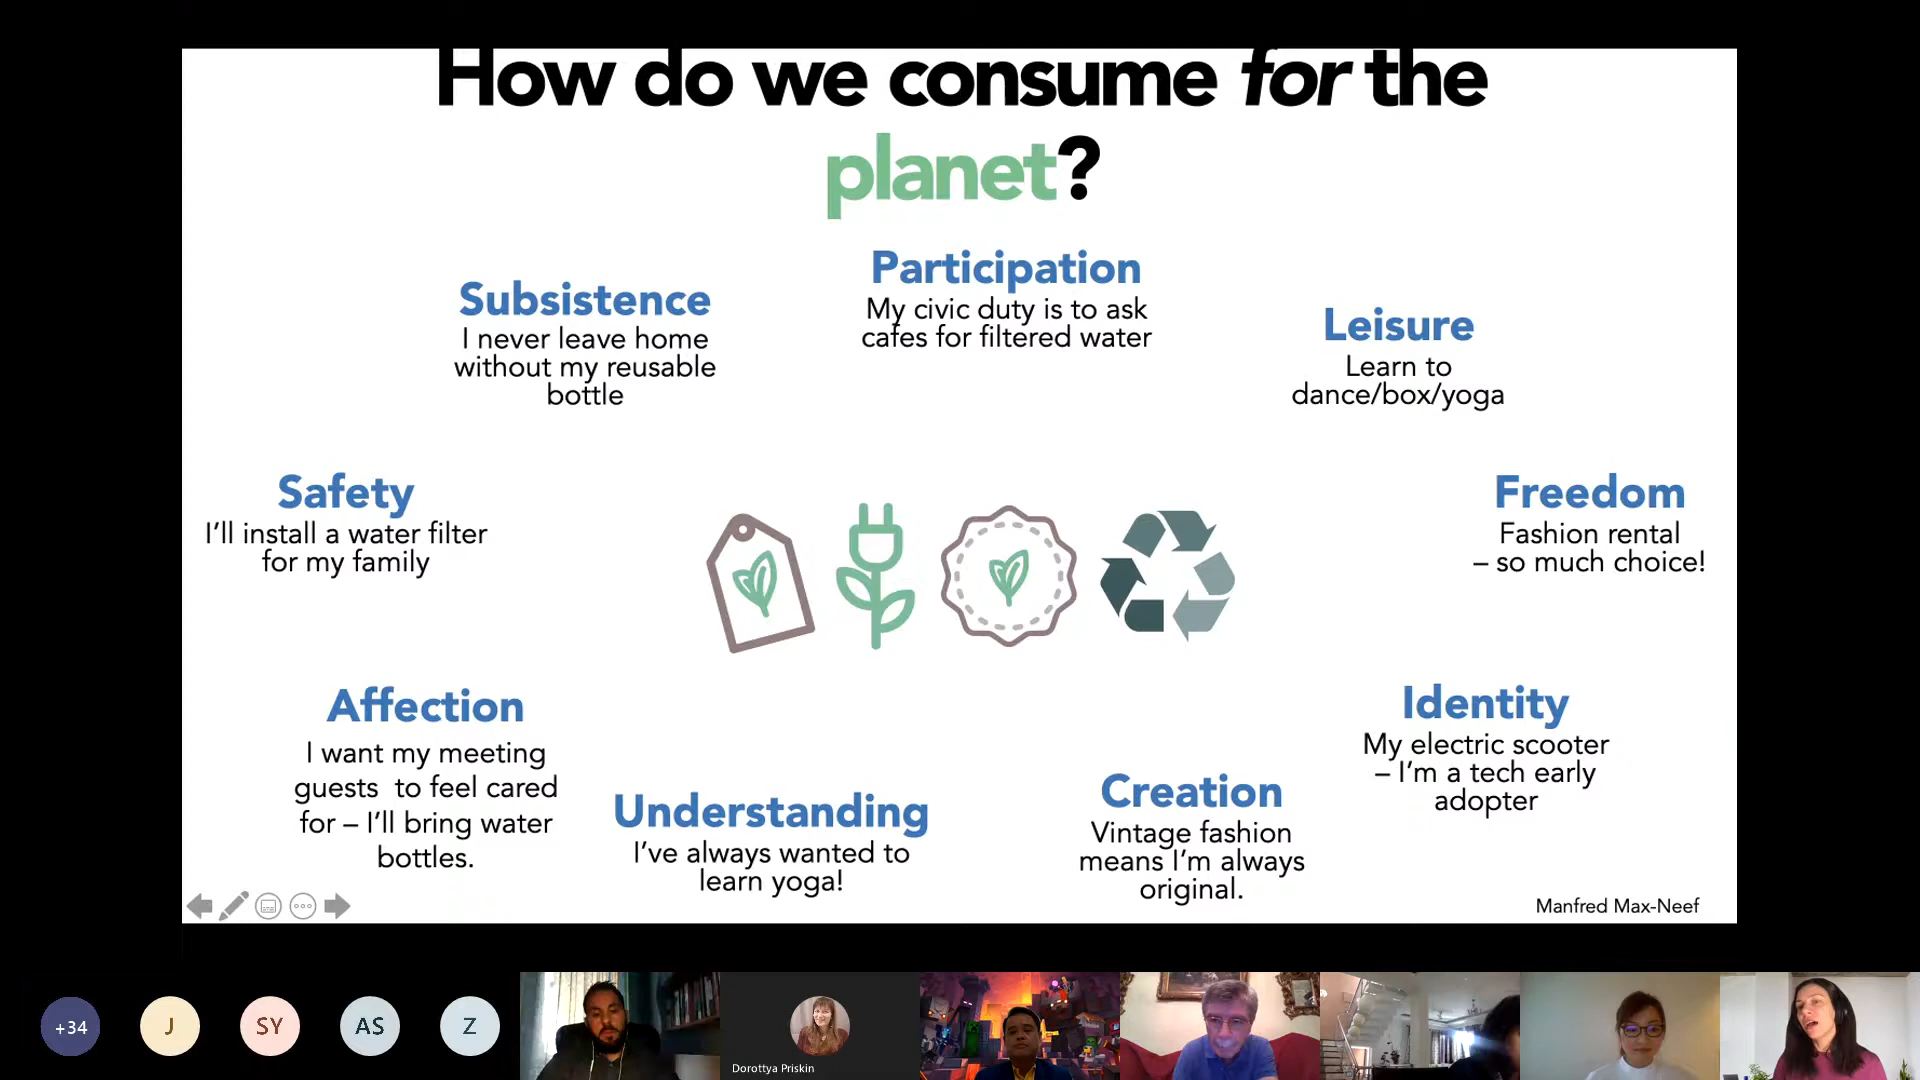 How do we consume for the
planet?
Participation
My civic duty is to ask
cafes for filtered water
Subsistence
I never leave home
without my reusable
bottle
Leisure
Learn to
dance/box/yoga
Safety
I'll install a water filter
for my family
Freedom
Fashion rental
– so much choice!
Affection
I want my meeting
guests  to feel cared
for – I'll bring water
bottles.
Identity
My electric scooter
– I'm a tech early
adopter
Understanding
I've always wanted to
learn yoga!
Creation
Vintage fashion
means I'm always
original.
Manfred Max-Neef
+34
J
SY
AS
Z
Dorottya Priskin